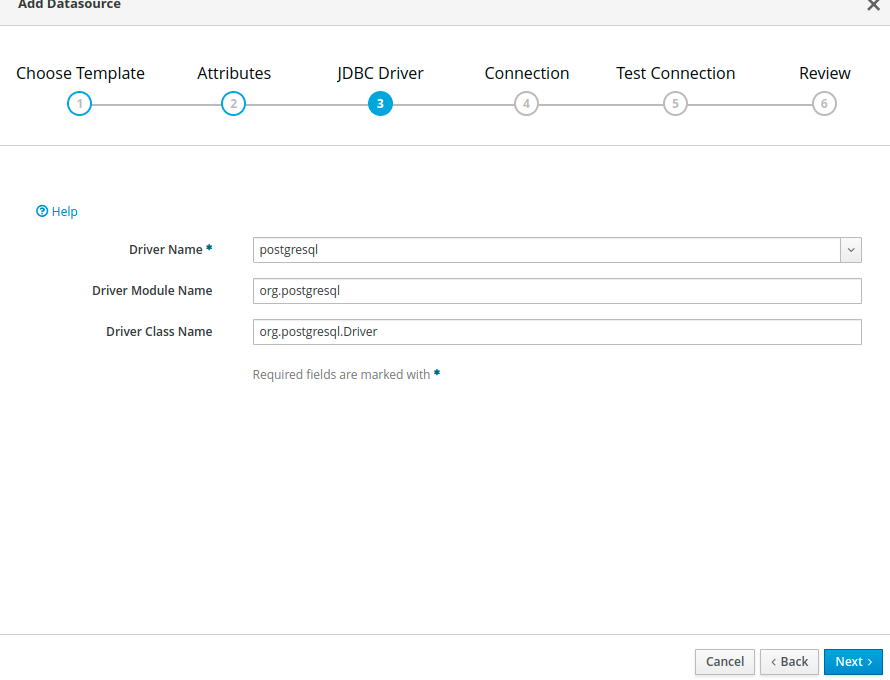 Add Datasource
Choose Template Attributes JDBC Driver Connection Test Connection Review
1 2 3 4 5 6
Help
Driver Name * postgresql
Driver Module Name org.postgresql
Driver Class Name org.postgresql.Driver
Required fields are marked with *
Cancel ‹ Back Next ›